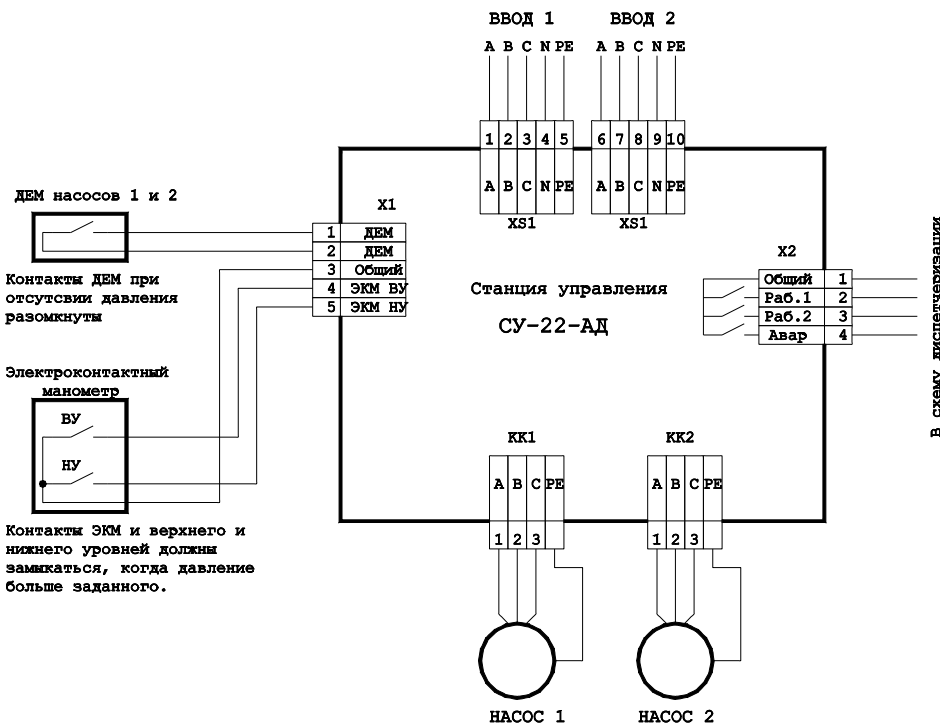 ВВОД 1 ВВОД 2
A B C N PE A B C N PE
1 2 3 4 5 6 7 8 9 10
A B C N PE A B C N PE
XS1 XS1
ДЕМ насосов 1 и 2
X1
1 ДЕМ
2 ДЕМ
3 Общий
4 ЭКМ ВУ
5 ЭКМ НУ
Контакты ДЕМ при
отсутсвии давления
разомкнуты
Станция управления
СУ-22-АД
X2
Общий 1
Раб.1 2
Раб.2 3
Авар 4
В схему диспетчеризации
Электроконтактный
манометр
ВУ
НУ
Контакты ЭКМ и верхнего и
нижнего уровней должны
замыкаться, когда давление
больше заданного.
KK1 KK2
A B C PE A B C PE
1 2 3 1 2 3
НАСОС 1 НАСОС 2